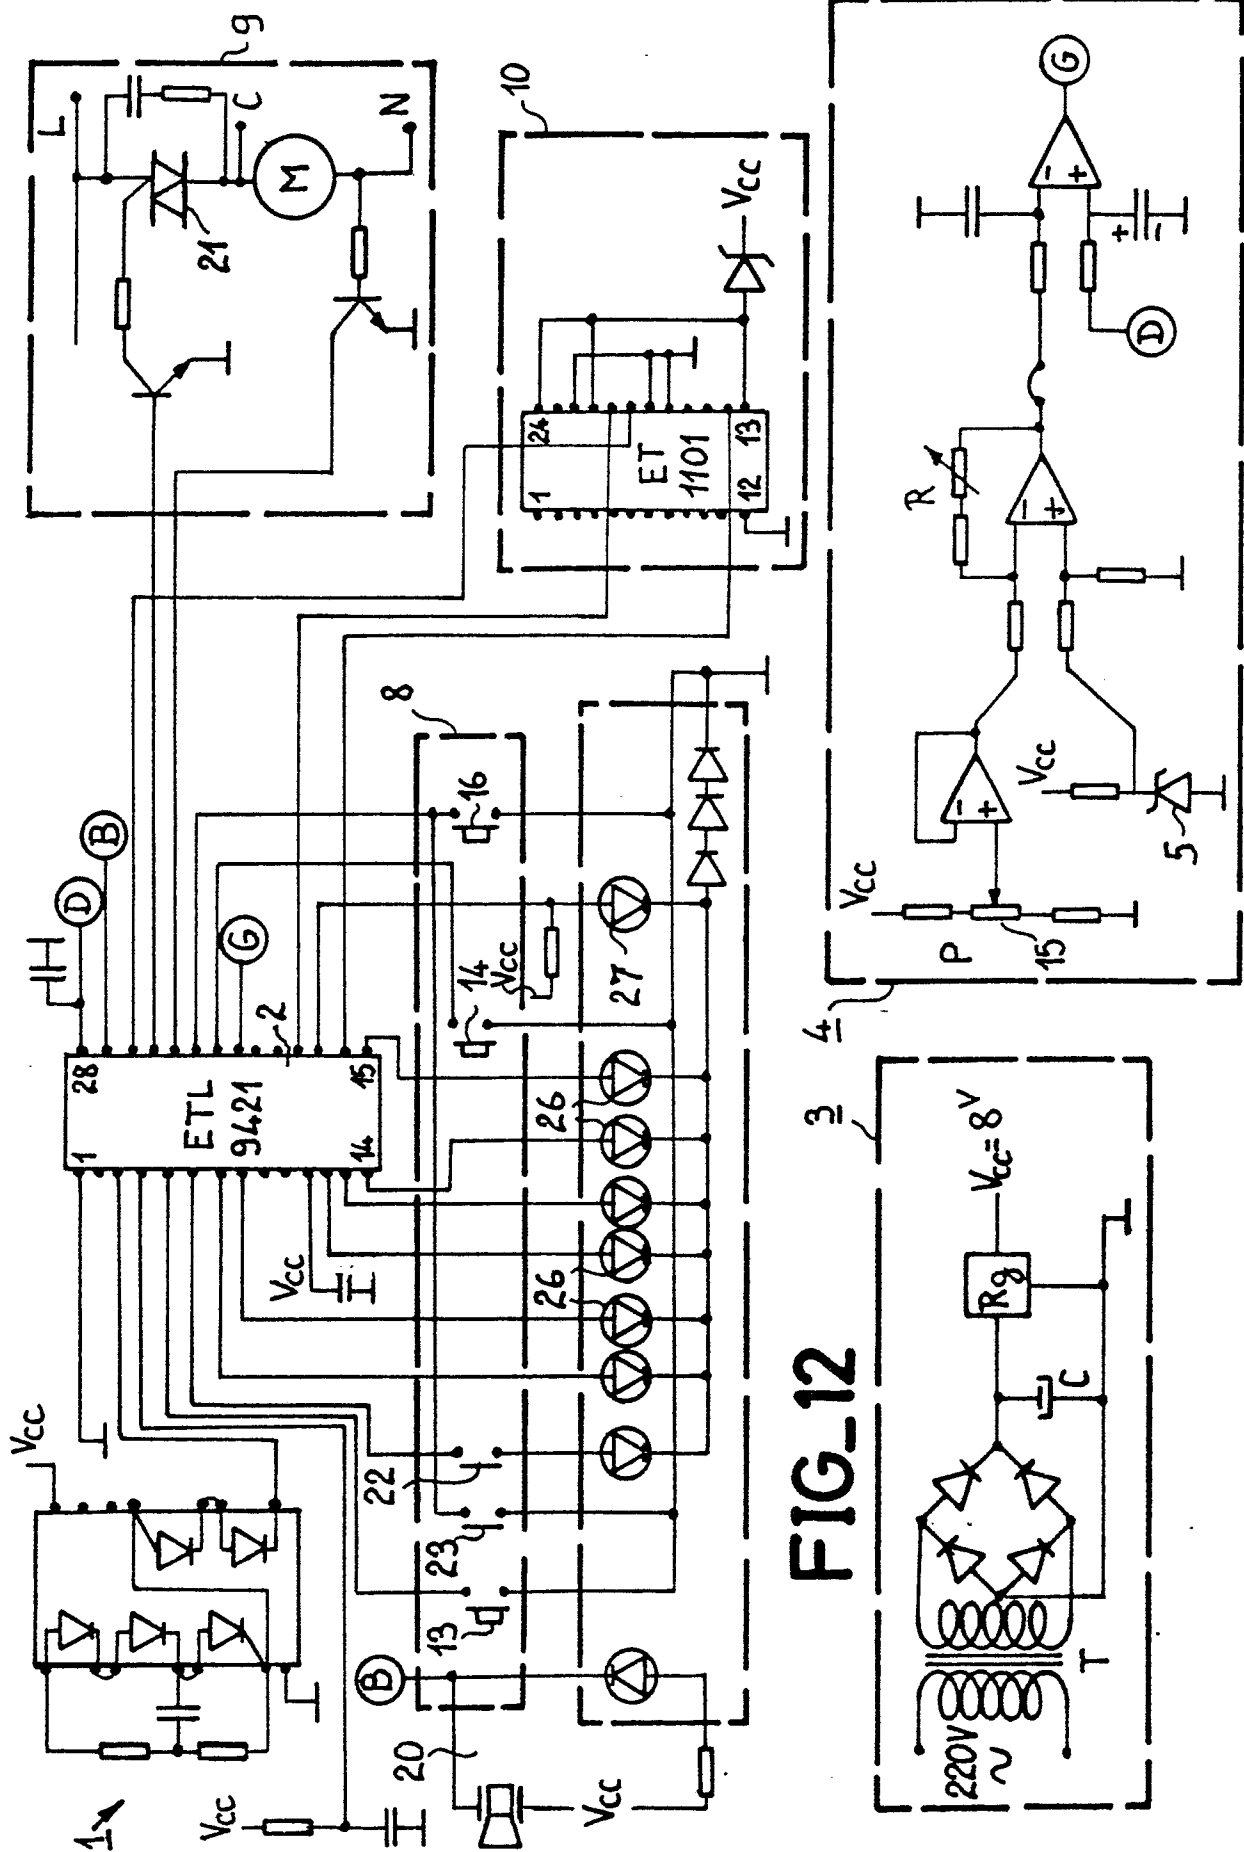 1
Vcc
Vcc
1
28
ETL
9421
14
15
2
D
B
G
Vcc
L
C
M
N
21
9
10
1
24
ET
1101
12
13
Vcc
8
16
14
Vcc
22
23
13
B
20
Vcc
26
26
27
FIG_12
3
220V
~
T
C
Rg
Vcc=8V
4
Vcc
P
15
Vcc
5
-
+
R
-
+
-
+
+
-
D
G